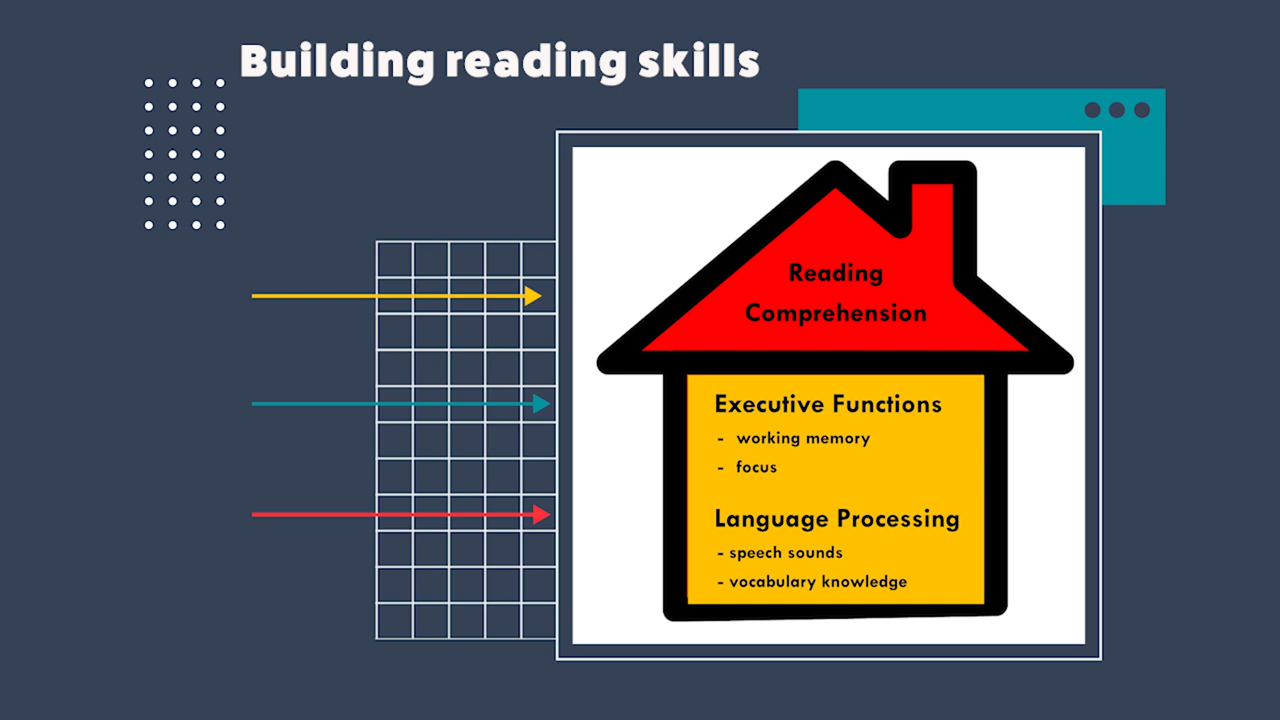 Building reading skills
Reading
Comprehension
Executive Functions
- working memory
- focus
Language Processing
- speech sounds
- vocabulary knowledge